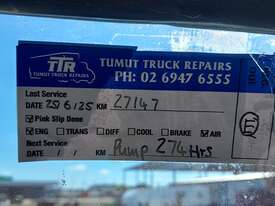 TTR
TUMUT TRUCK REPAIRS
TUMUT TRUCK REPAIRS
PH: 02 6947 6555
Last Service
DATE 25/6/25 KM 27147
Pink Slip Done
ENG TRANS DIFF COOL BRAKE AIR
Next Service Pump 274 Hrs
DATE / / KM
E